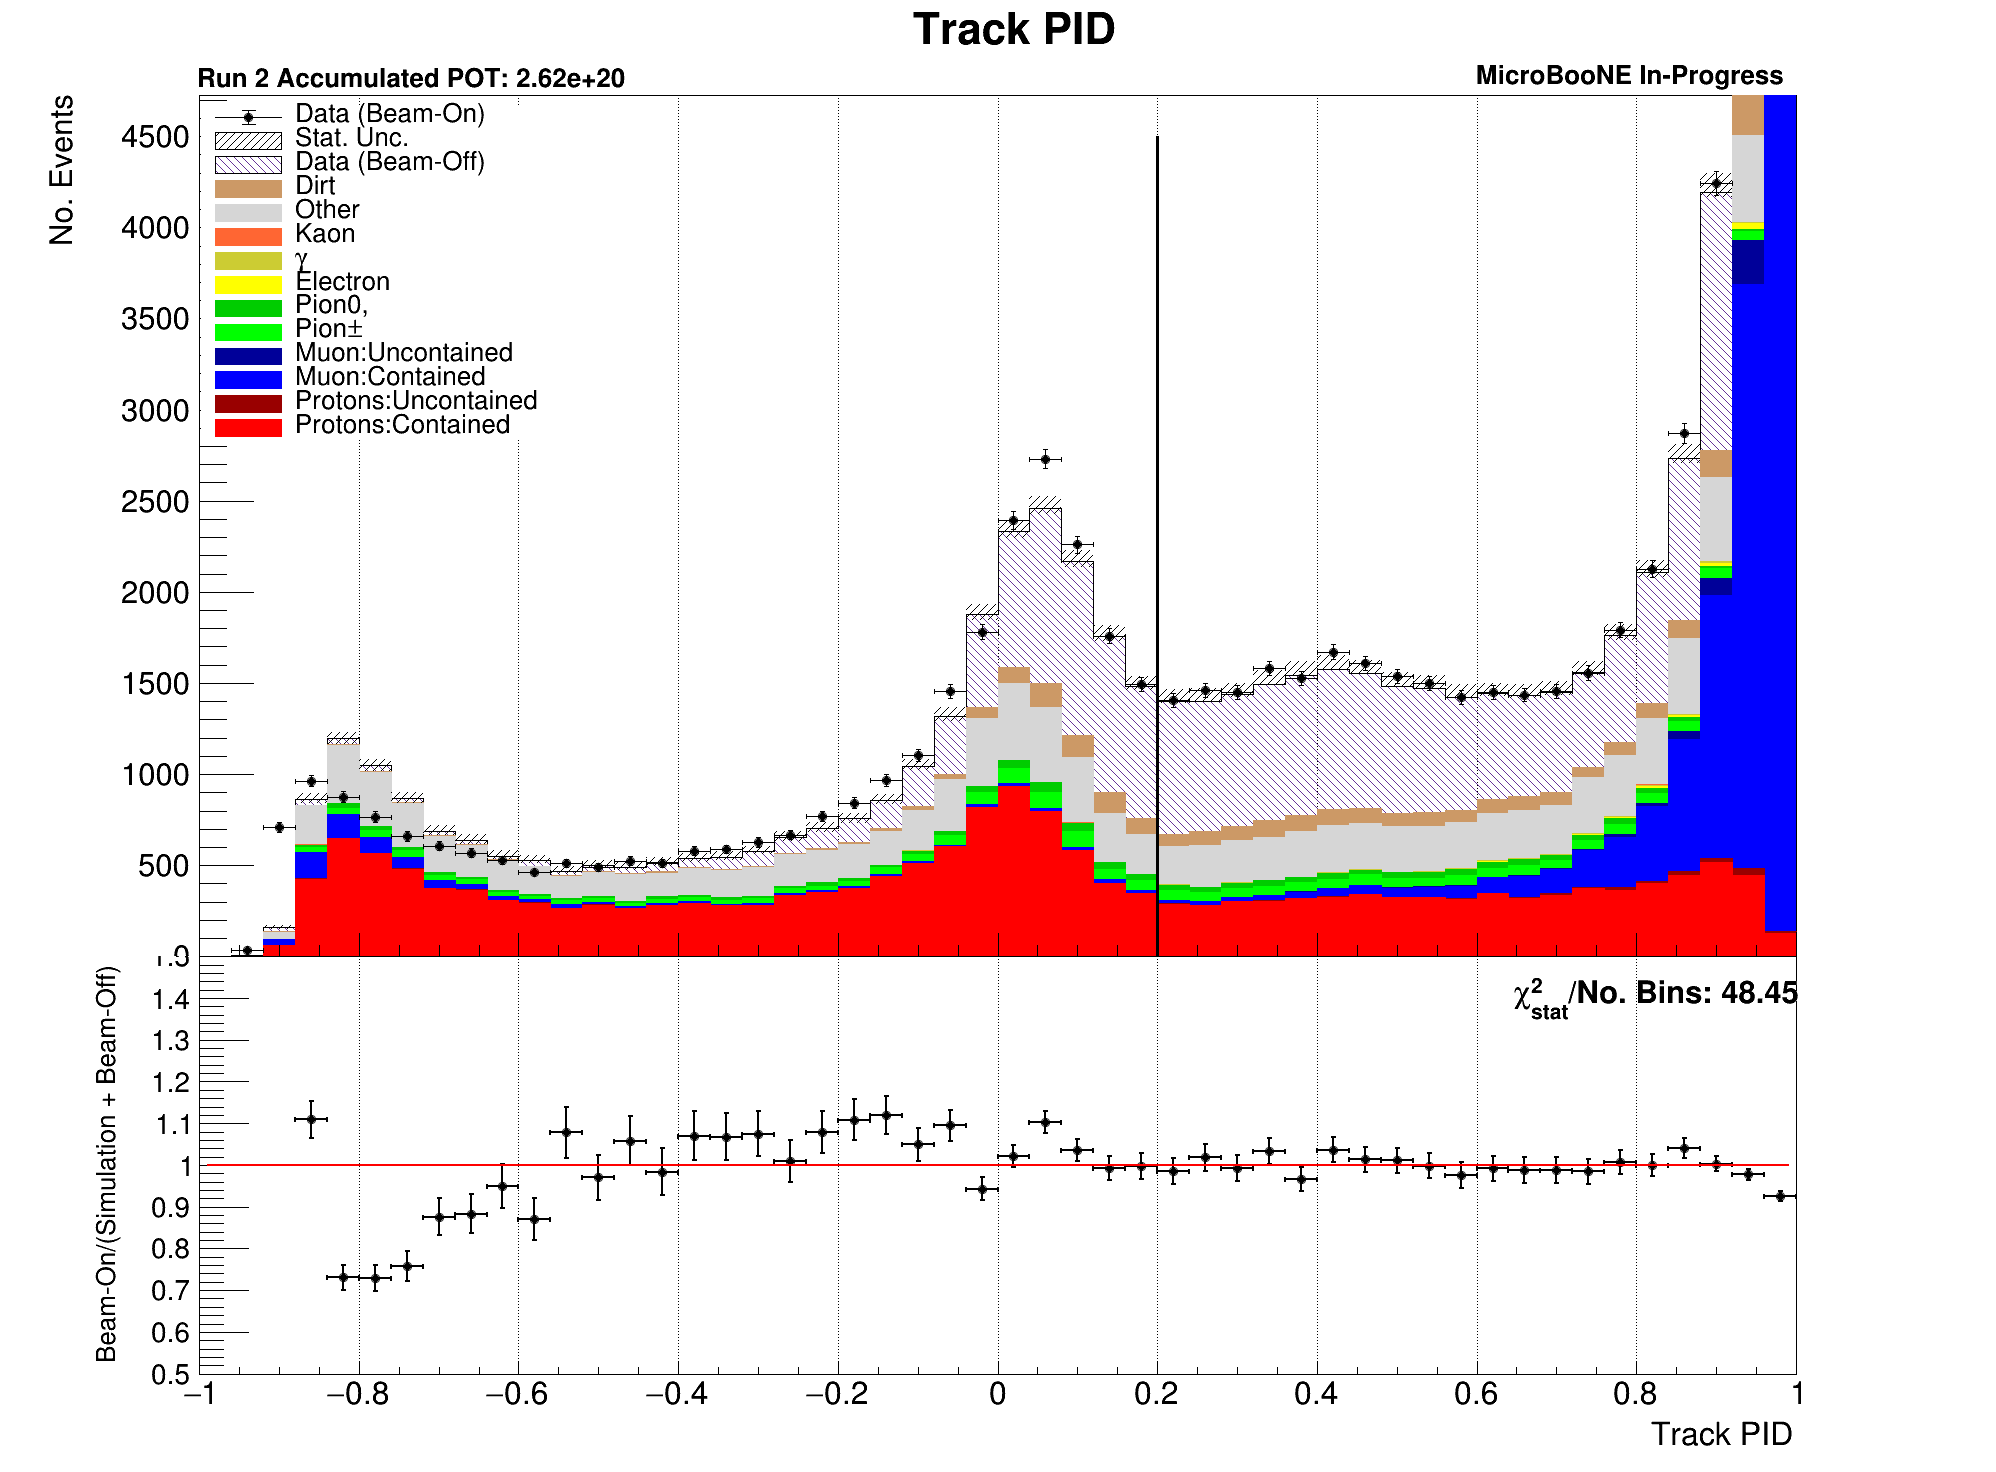 Track PID
Run 2 Accumulated POT: 2.62e+20
MicroBooNE In-Progress
No. Events
4500
4000
3500
3000
2500
2000
1500
1000
500
0
Data (Beam-On)
Stat. Unc.
Data (Beam-Off)
Dirt
Other
Kaon
γ
Electron
Pion0,
Pion±
Muon:Uncontained
Muon:Contained
Protons:Uncontained
Protons:Contained
Beam-On/(Simulation + Beam-Off)
1.5
1.4
1.3
1.2
1.1
1
0.9
0.8
0.7
0.6
0.5
χ²stat/No. Bins: 48.45
−1 −0.8 −0.6 −0.4 −0.2 0 0.2 0.4 0.6 0.8 1
Track PID